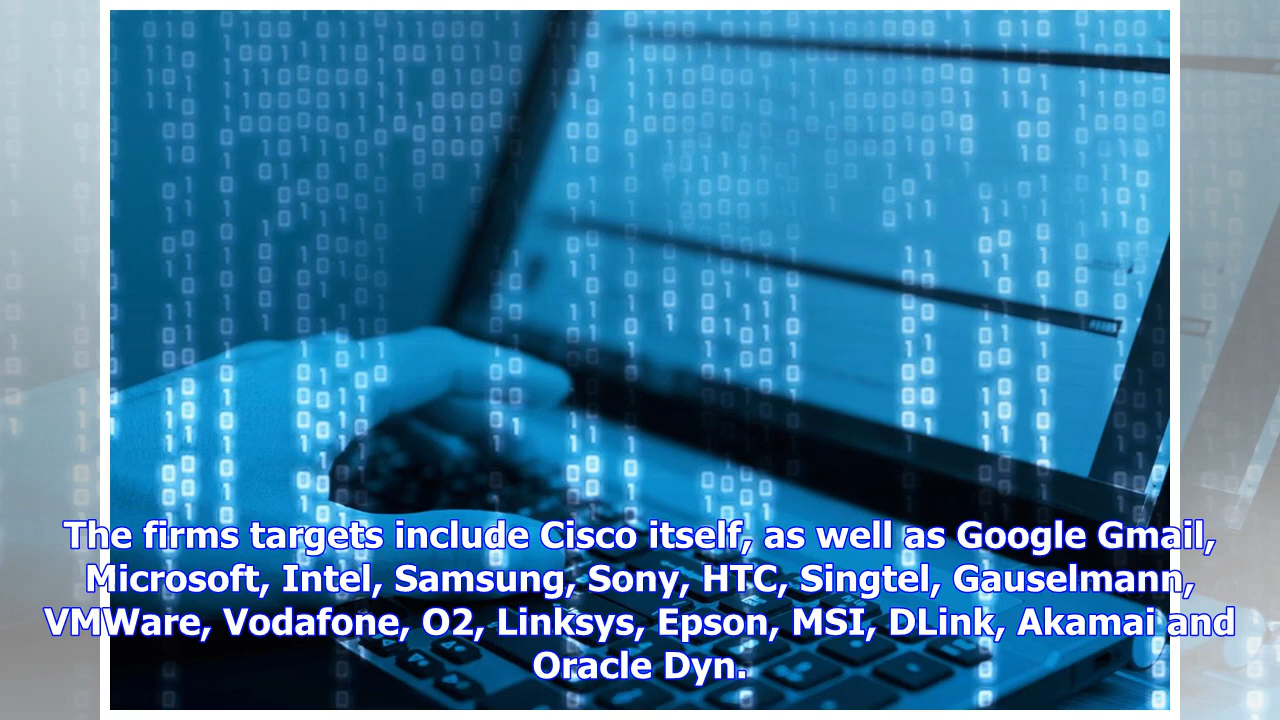 The firms targets include Cisco itself, as well as Google Gmail,
Microsoft, Intel, Samsung, Sony, HTC, Singtel, Gauselmann,
VMWare, Vodafone, O2, Linksys, Epson, MSI, DLink, Akamai and
Oracle Dyn.